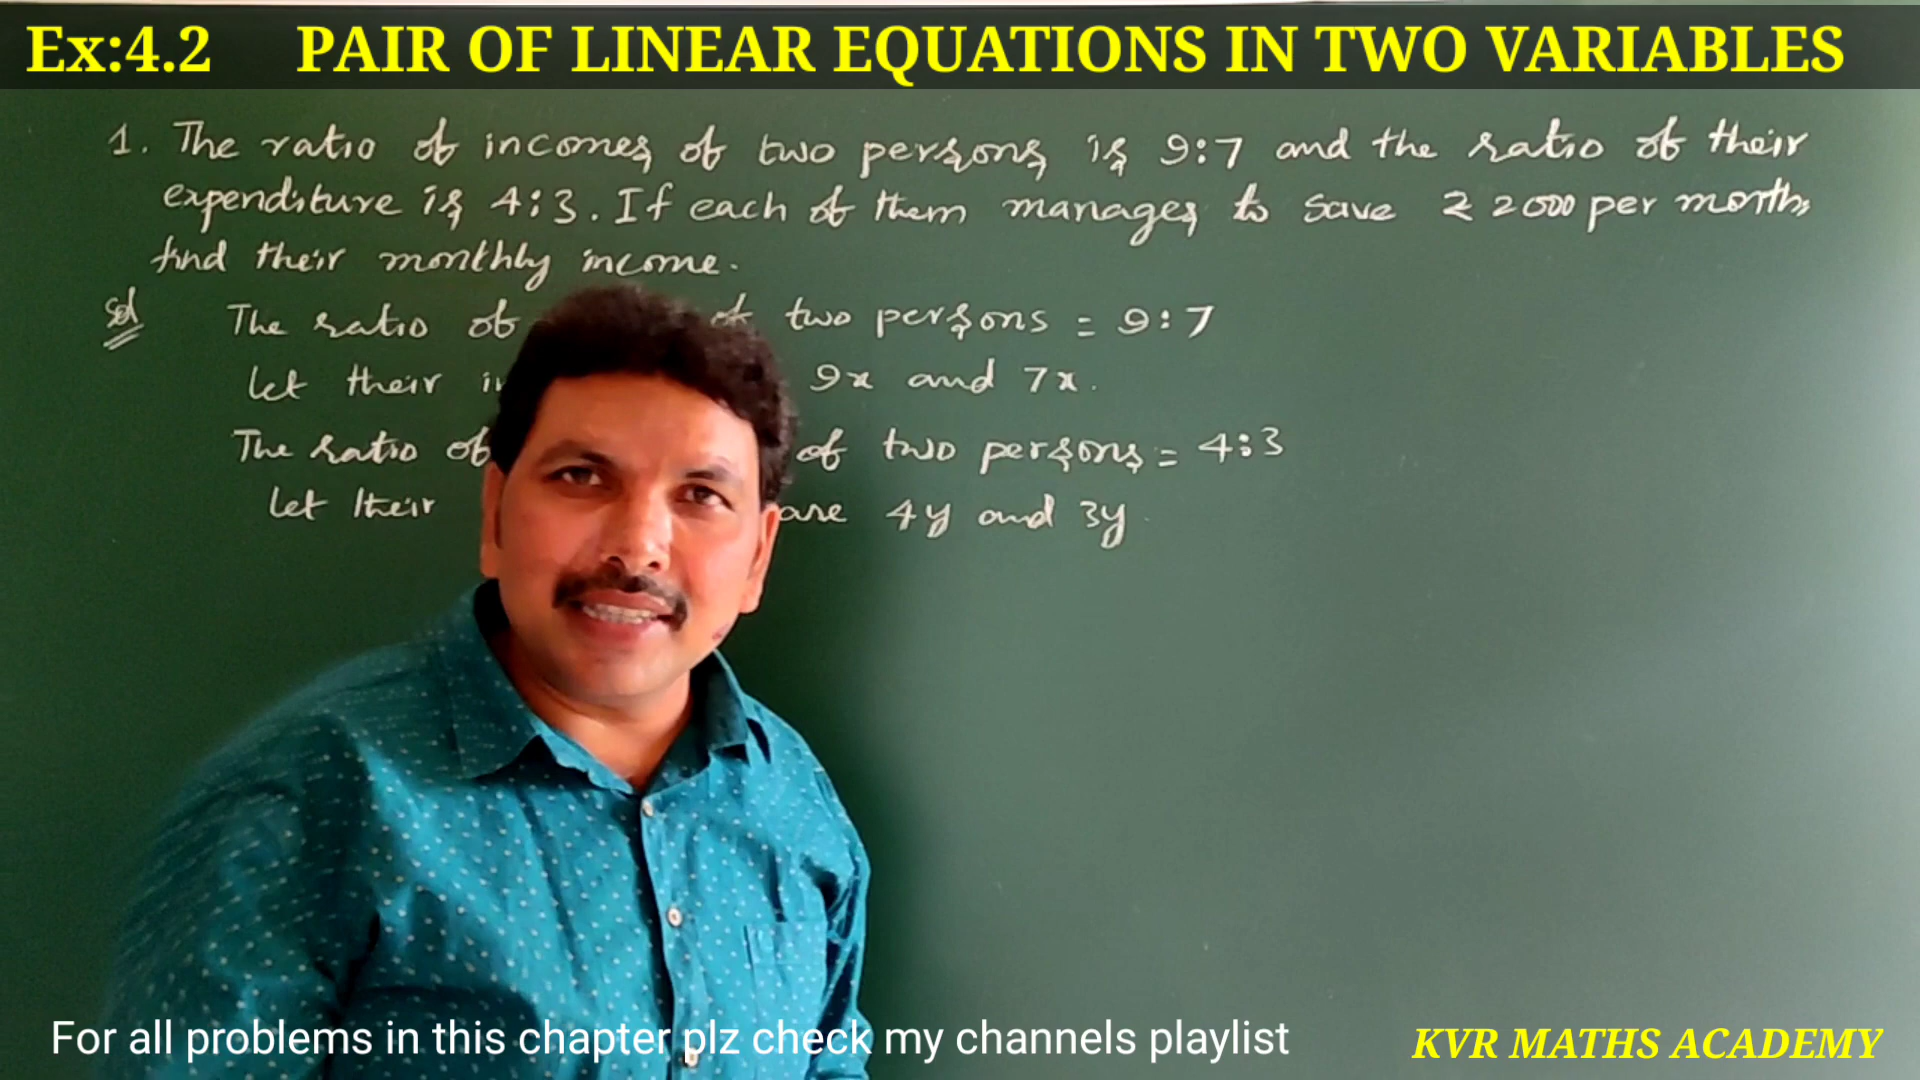 Ex:4.2 PAIR OF LINEAR EQUATIONS IN TWO VARIABLES
1. The ratio of incomes of two persons is 9:7 and the ratio of their
expenditure is 4:3. If each of them manages to save ₹ 2000 per month,
find their monthly income.
Sol The ratio of of two persons = 9:7
let their 9x and 7x.
The ratio of of two persons = 4:3
let their are 4y and 3y.
For all problems in this chapter plz check my channels playlist
KVR MATHS ACADEMY